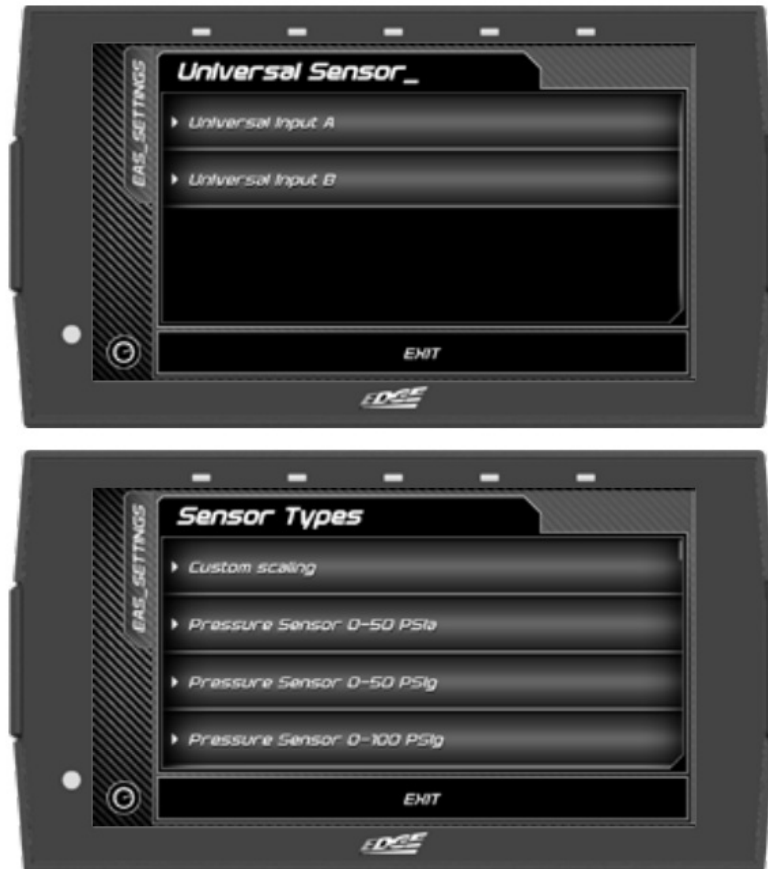 EAS_SETTINGS
Universal Sensor_
Universal Input A
Universal Input B
EXIT
EDGE
EAS_SETTINGS
Sensor Types
Custom scaling
Pressure Sensor 0-50 PSIa
Pressure Sensor 0-50 PSIg
Pressure Sensor 0-100 PSIg
EXIT
EDGE